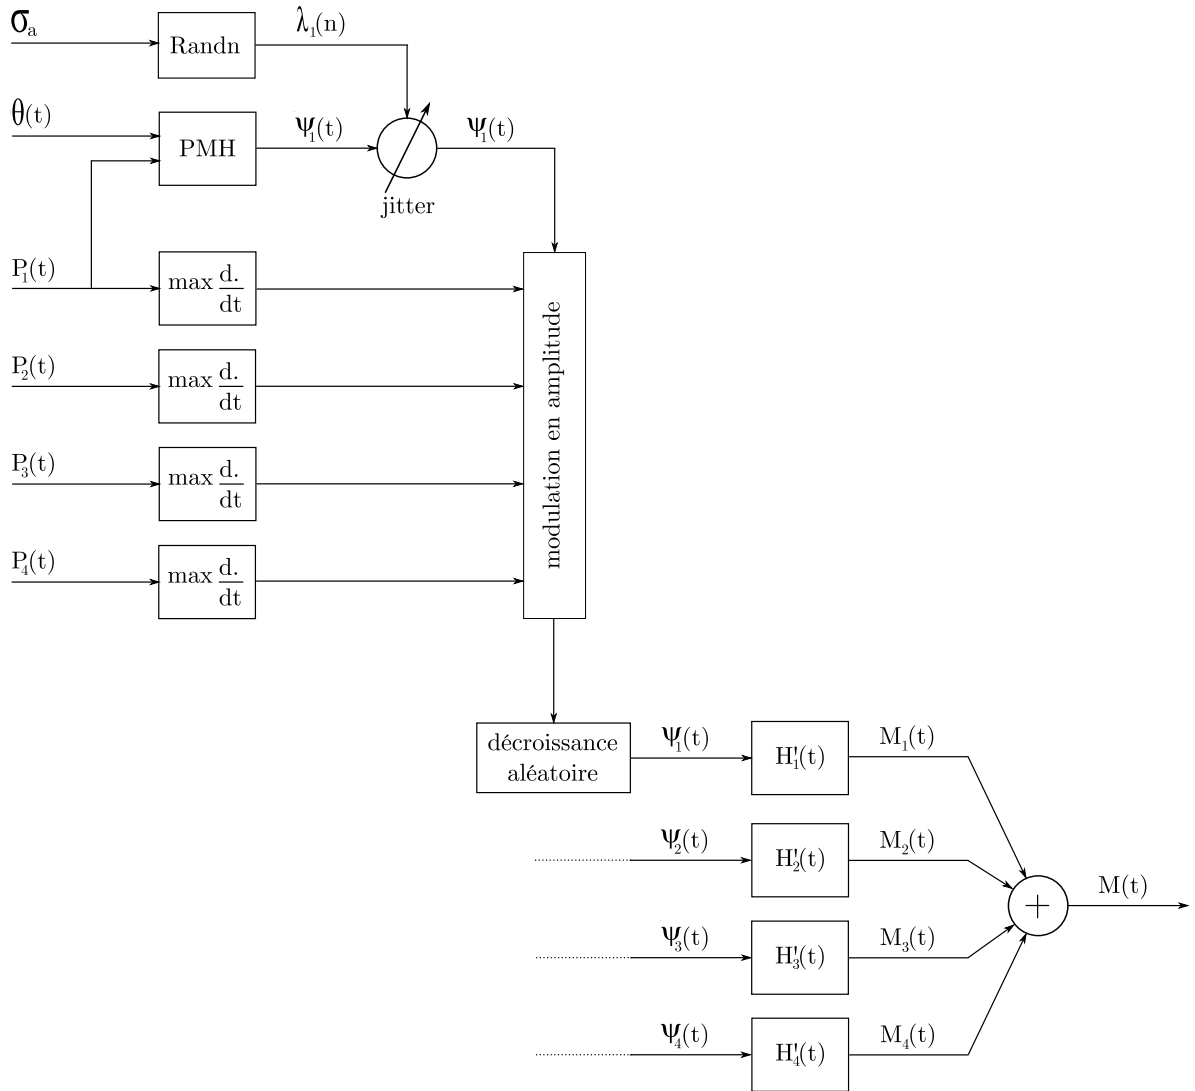 σₐ
Randn
λ₁(n)
θ(t)
PMH
ψ₁(t)
ψ₁(t)
jitter
P₁(t)
max d./dt
P₂(t)
max d./dt
P₃(t)
max d./dt
P₄(t)
max d./dt
modulation en amplitude
décroissance
aléatoire
ψ₁(t)
H'₁(t)
M₁(t)
ψ₂(t)
H'₂(t)
M₂(t)
+
M(t)
ψ₃(t)
H'₃(t)
M₃(t)
ψ₄(t)
H'₄(t)
M₄(t)